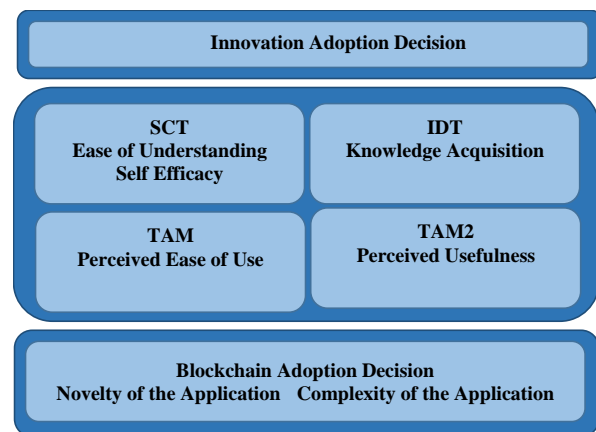 Innovation Adoption Decision
SCT
Ease of Understanding
Self Efficacy
IDT
Knowledge Acquisition
TAM
Perceived Ease of Use
TAM2
Perceived Usefulness
Blockchain Adoption Decision
Novelty of the Application Complexity of the Application